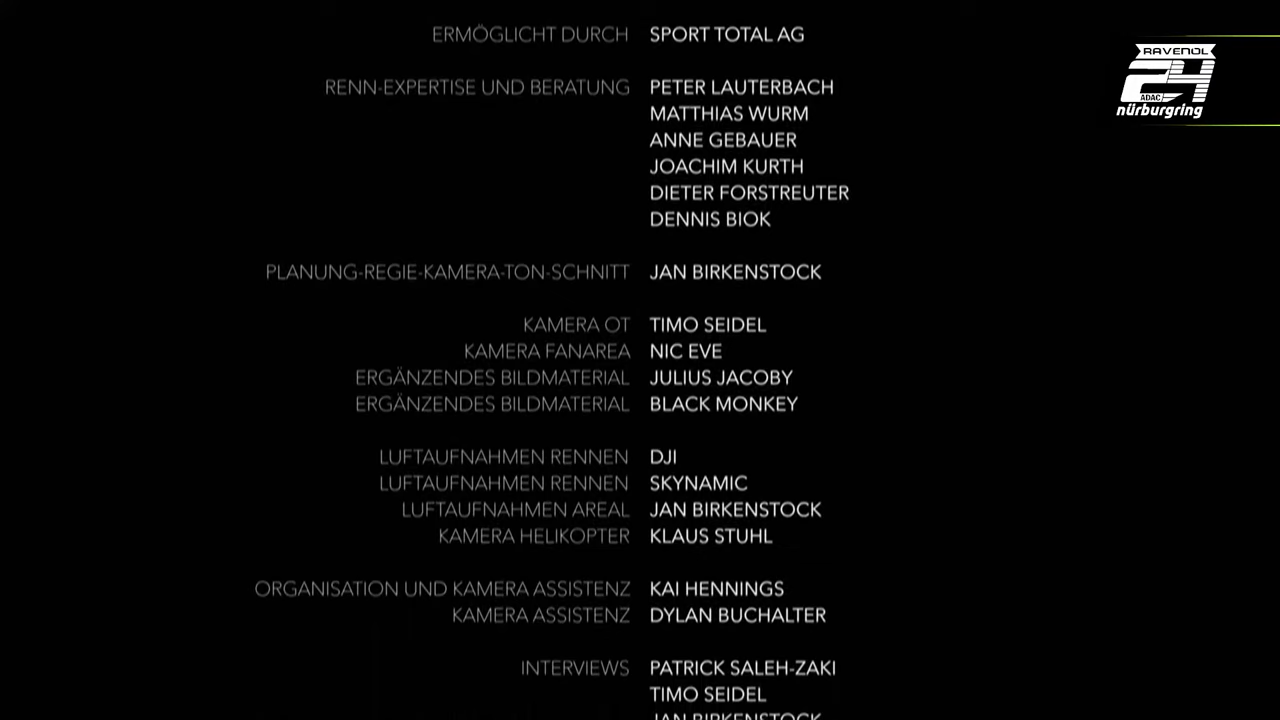 ERMÖGLICHT DURCH SPORT TOTAL AG
RENN-EXPERTISE UND BERATUNG PETER LAUTERBACH
MATTHIAS WURM
ANNE GEBAUER
JOACHIM KURTH
DIETER FORSTREUTER
DENNIS BIOK
PLANUNG-REGIE-KAMERA-TON-SCHNITT JAN BIRKENSTOCK
KAMERA OT TIMO SEIDEL
KAMERA FANAREA NIC EVE
ERGÄNZENDES BILDMATERIAL JULIUS JACOBY
ERGÄNZENDES BILDMATERIAL BLACK MONKEY
LUFTAUFNAHMEN RENNEN DJI
LUFTAUFNAHMEN RENNEN SKYNAMIC
LUFTAUFNAHMEN AREAL JAN BIRKENSTOCK
KAMERA HELIKOPTER KLAUS STUHL
ORGANISATION UND KAMERA ASSISTENZ KAI HENNINGS
KAMERA ASSISTENZ DYLAN BUCHALTER
INTERVIEWS PATRICK SALEH-ZAKI
TIMO SEIDEL
JAN BIRKENSTOCK
RAVENOL
24
ADAC
nürburgring